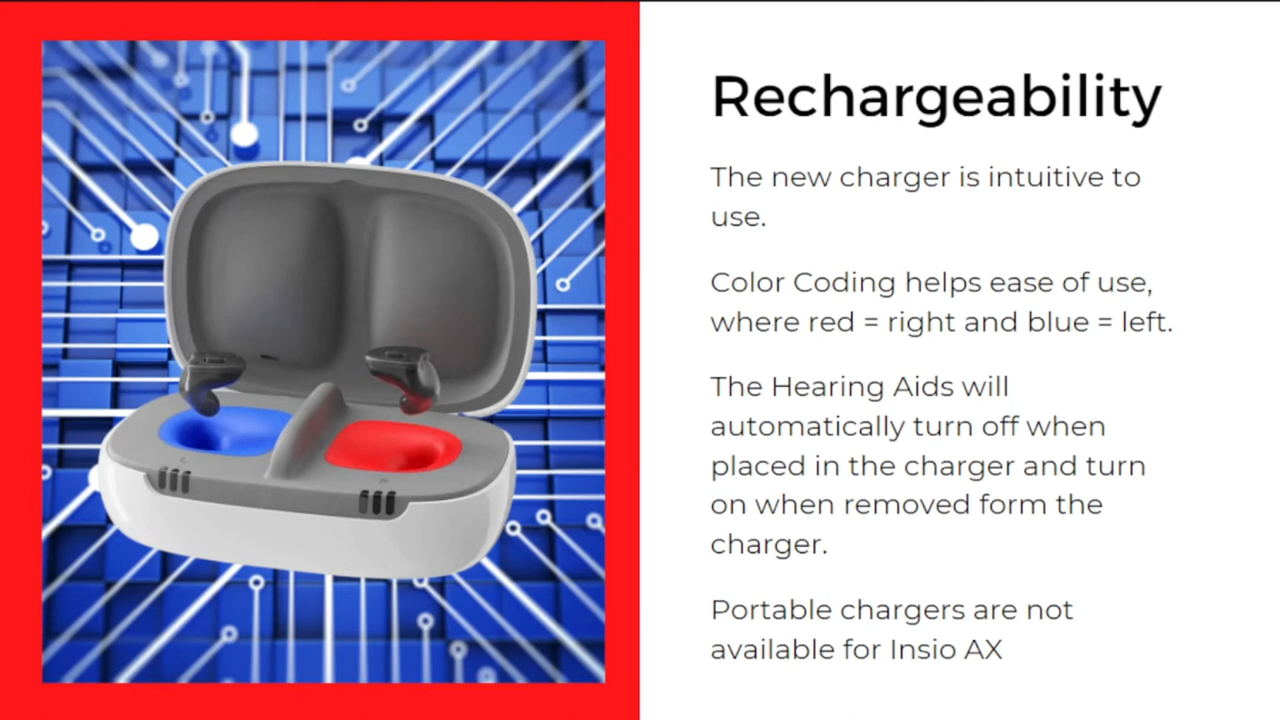 Rechargeability
The new charger is intuitive to
use.
Color Coding helps ease of use,
where red = right and blue = left.
The Hearing Aids will
automatically turn off when
placed in the charger and turn
on when removed form the
charger.
Portable chargers are not
available for Insio AX